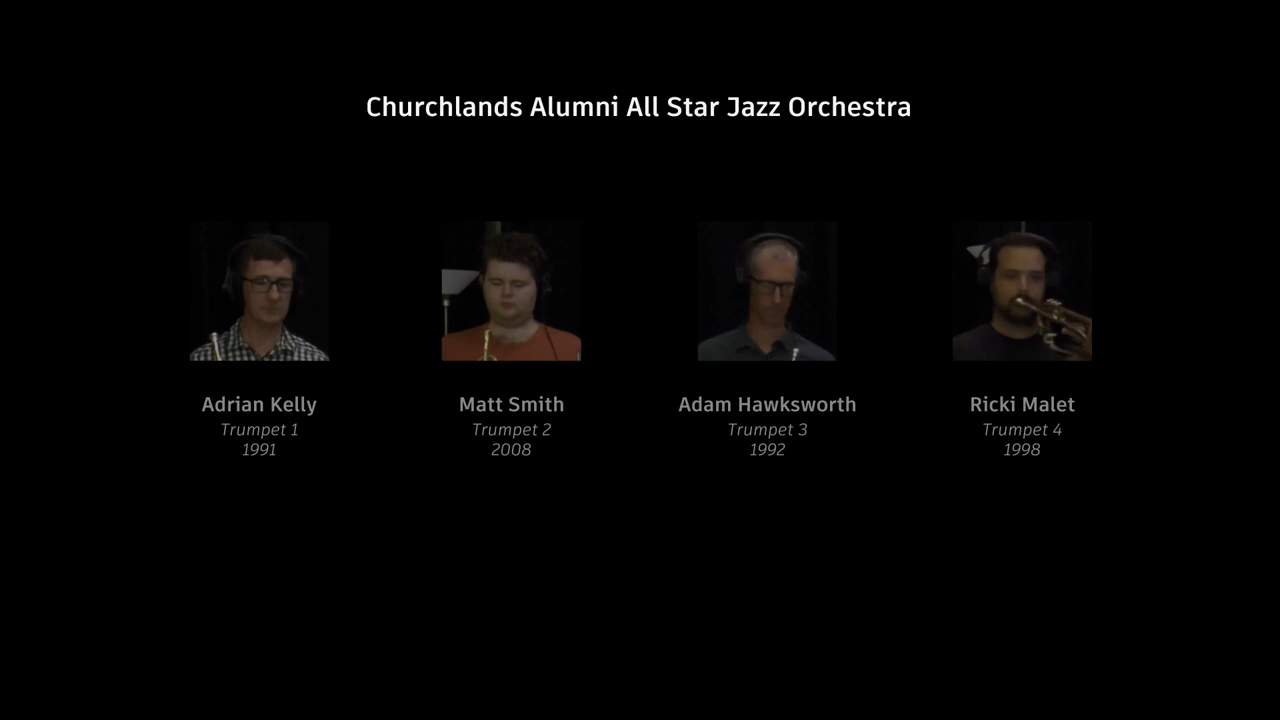 Churchlands Alumni All Star Jazz Orchestra
Adrian Kelly
Trumpet 1
1991
Matt Smith
Trumpet 2
2008
Adam Hawksworth
Trumpet 3
1992
Ricki Malet
Trumpet 4
1998